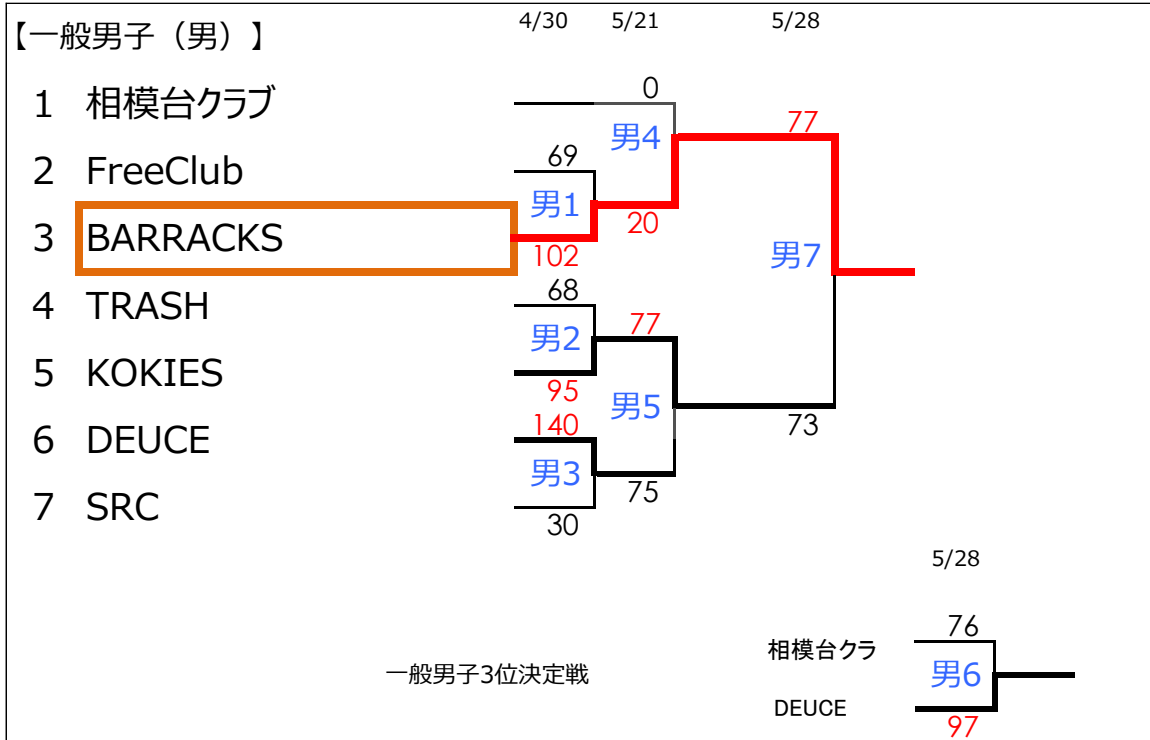 【一般男子（男）】 4/30 5/21 5/28
1 相模台クラブ
0
男4
77
2 FreeClub
69
男1
20
3 BARRACKS
102
男7
4 TRASH
68
男2
77
5 KOKIES
95
男5
73
6 DEUCE
140
男3
75
7 SRC
30
5/28
一般男子3位決定戦
相模台クラ
76
男6
DEUCE
97